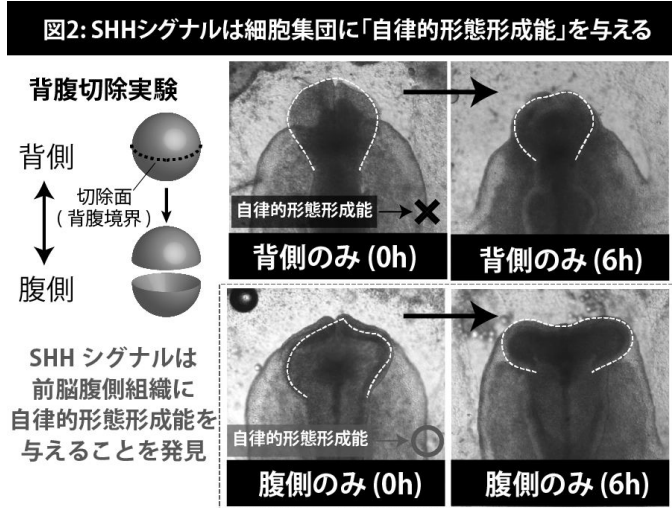 図2: SHHシグナルは細胞集団に「自律的形態形成能」を与える
背腹切除実験
背側
切除面
(背腹境界)
腹側
SHH シグナルは
前脳腹側組織に
自律的形態形成能を
与えることを発見
自律的形態形成能
背側のみ (0h)
背側のみ (6h)
自律的形態形成能
腹側のみ (0h)
腹側のみ (6h)